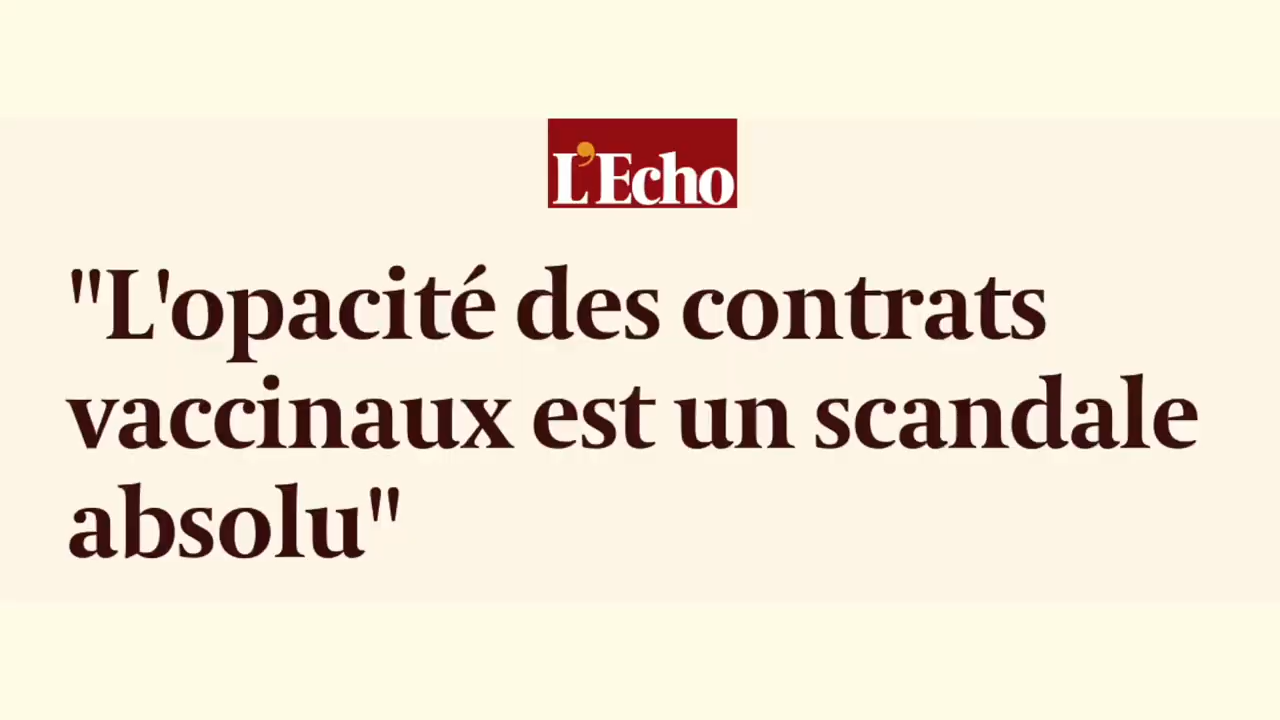 L'Echo
"L'opacité des contrats
vaccinaux est un scandale
absolu"